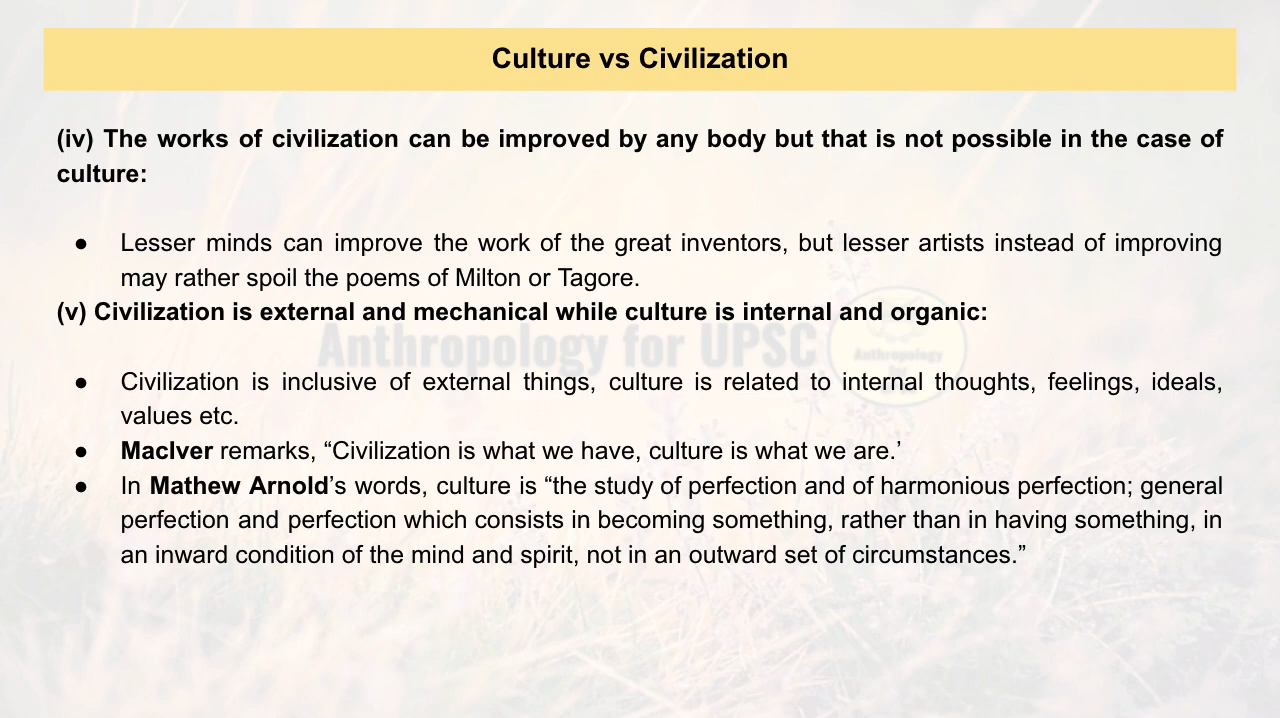 Culture vs Civilization
(iv) The works of civilization can be improved by any body but that is not possible in the case of
culture:
● Lesser minds can improve the work of the great inventors, but lesser artists instead of improving
may rather spoil the poems of Milton or Tagore.
(v) Civilization is external and mechanical while culture is internal and organic:
Anthropology for UPSC
Anthropology
● Civilization is inclusive of external things, culture is related to internal thoughts, feelings, ideals,
values etc.
● MacIver remarks, “Civilization is what we have, culture is what we are.’
● In Mathew Arnold’s words, culture is “the study of perfection and of harmonious perfection; general
perfection and perfection which consists in becoming something, rather than in having something, in
an inward condition of the mind and spirit, not in an outward set of circumstances.”